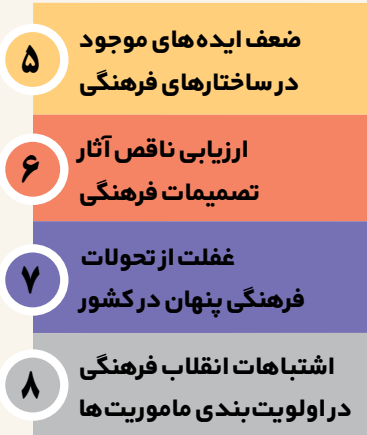 ۵
ضعف ایده‌های موجود
در ساختارهای فرهنگی
۶
ارزیابی ناقص آثار
تصمیمات فرهنگی
۷
غفلت از تحولات
فرهنگی پنهان در کشور
۸
اشتباهات انقلاب فرهنگی
در اولویت‌بندی ماموریت‌ها